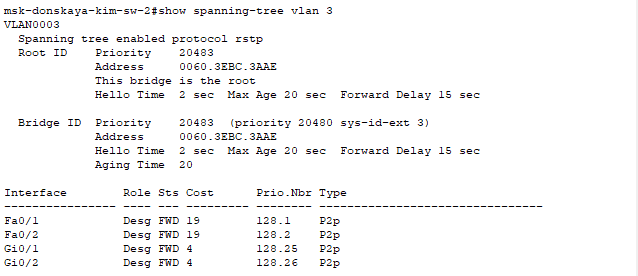 msk-donskaya-kim-sw-2#show spanning-tree vlan 3
VLAN0003
  Spanning tree enabled protocol rstp
  Root ID    Priority    20483
             Address     0060.3EBC.3AAE
             This bridge is the root
             Hello Time  2 sec  Max Age 20 sec  Forward Delay 15 sec

  Bridge ID  Priority    20483  (priority 20480 sys-id-ext 3)
             Address     0060.3EBC.3AAE
             Hello Time  2 sec  Max Age 20 sec  Forward Delay 15 sec
             Aging Time  20

Interface        Role Sts Cost      Prio.Nbr Type
---------------- ---- --- --------- -------- --------------------------------
Fa0/1            Desg FWD 19        128.1    P2p
Fa0/2            Desg FWD 19        128.2    P2p
Gi0/1            Desg FWD 4         128.25   P2p
Gi0/2            Desg FWD 4         128.26   P2p